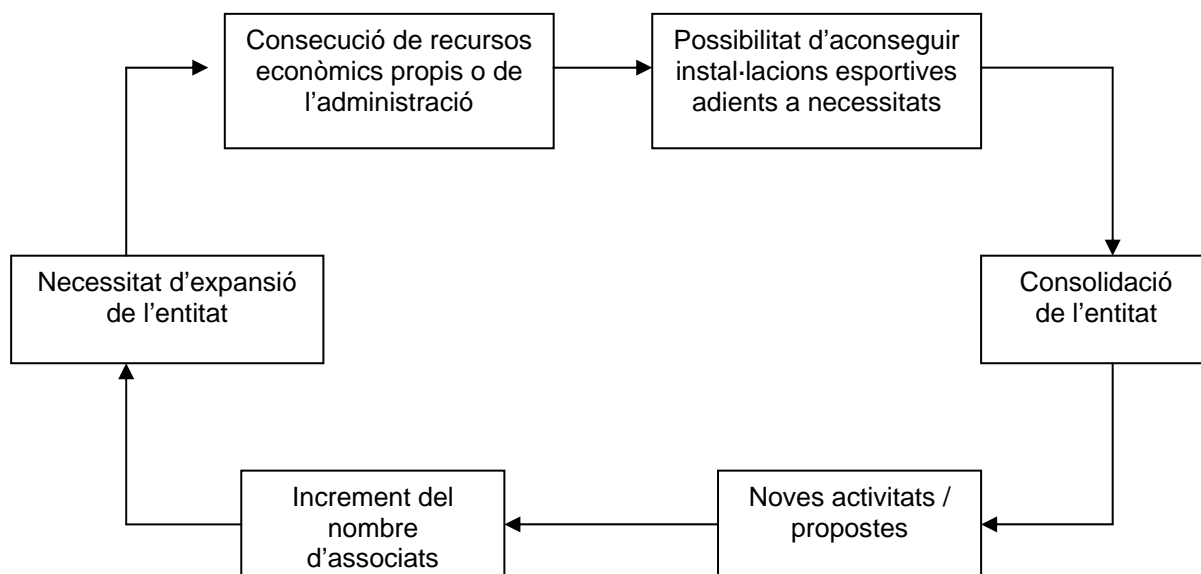 Consecució de recursos
econòmics propis o de
l’administració
Possibilitat d’aconseguir
instal·lacions esportives
adients a necessitats
Necessitat d’expansió
de l’entitat
Consolidació
de l’entitat
Increment del
nombre
d’associats
Noves activitats /
propostes